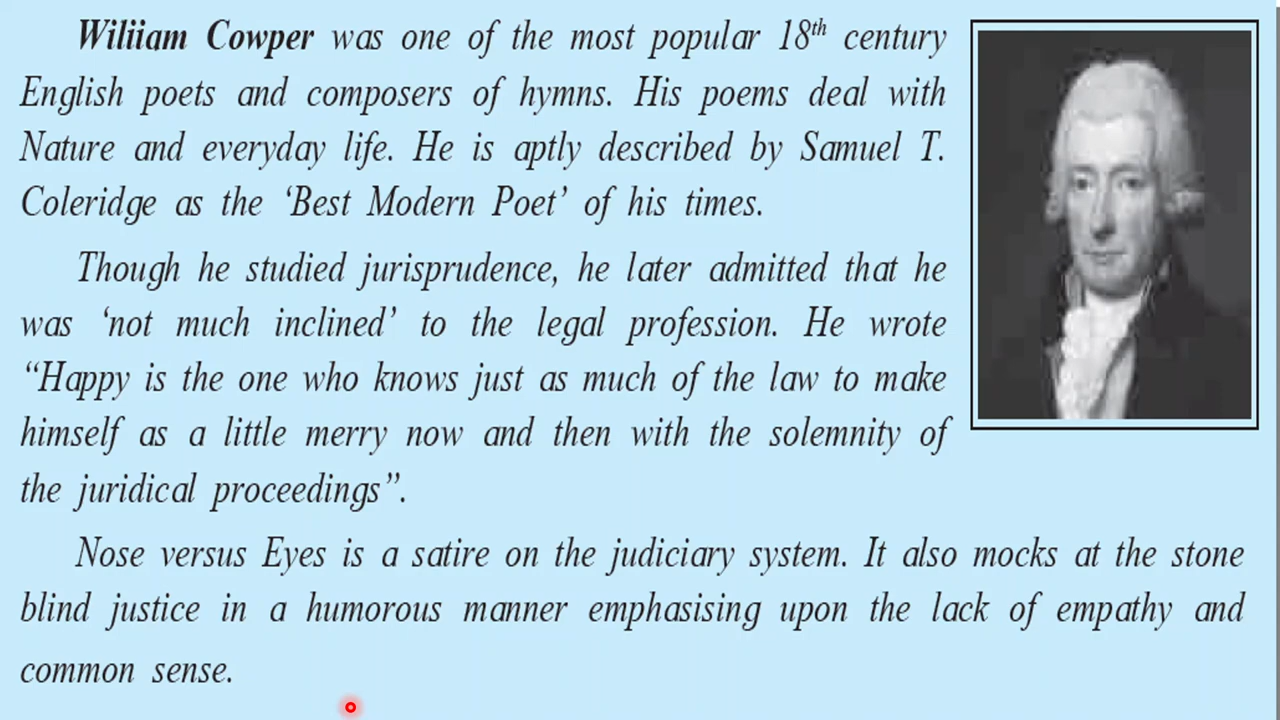 Wiliiam Cowper was one of the most popular 18th century
English poets and composers of hymns. His poems deal with
Nature and everyday life. He is aptly described by Samuel T.
Coleridge as the ‘Best Modern Poet’ of his times.
Though he studied jurisprudence, he later admitted that he
was ‘not much inclined’ to the legal profession. He wrote
“Happy is the one who knows just as much of the law to make
himself as a little merry now and then with the solemnity of
the juridical proceedings”.
Nose versus Eyes is a satire on the judiciary system. It also mocks at the stone
blind justice in a humorous manner emphasising upon the lack of empathy and
common sense.